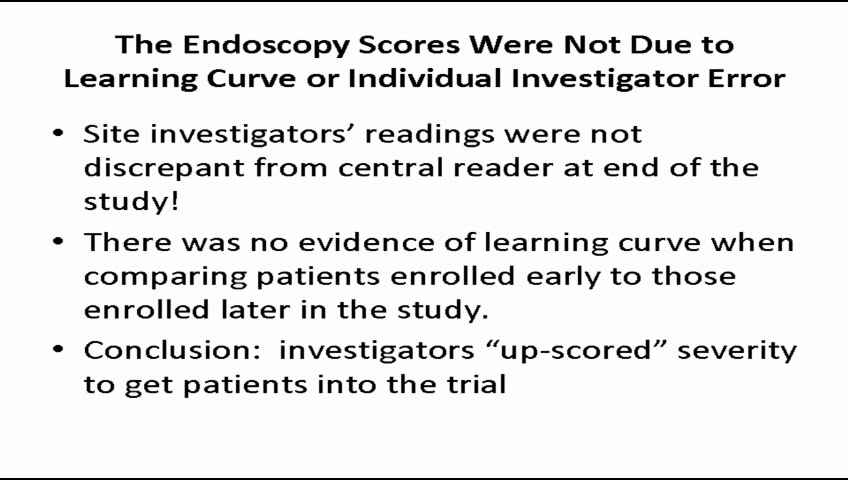 The Endoscopy Scores Were Not Due to
Learning Curve or Individual Investigator Error
• Site investigators’ readings were not
discrepant from central reader at end of the
study!
• There was no evidence of learning curve when
comparing patients enrolled early to those
enrolled later in the study.
• Conclusion:  investigators “up-scored” severity
to get patients into the trial